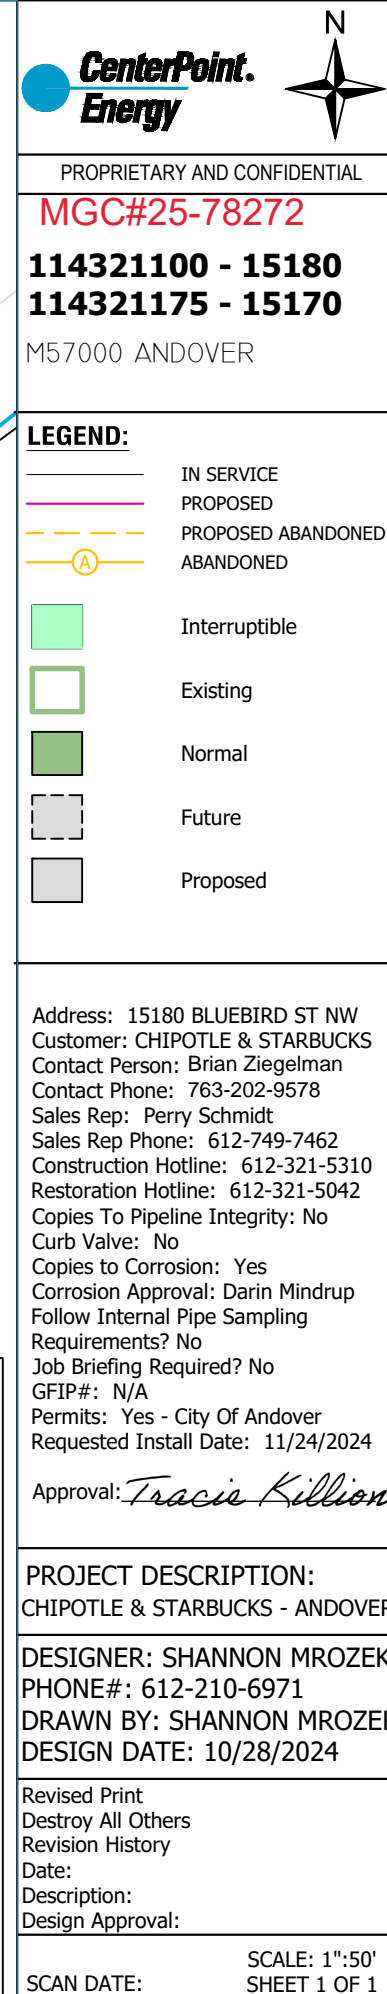 N
CenterPoint.
Energy
PROPRIETARY AND CONFIDENTIAL
MGC#25-78272
114321100 - 15180
114321175 - 15170
M57000 ANDOVER
LEGEND:
IN SERVICE
PROPOSED
PROPOSED ABANDONED
A ABANDONED
Interruptible
Existing
Normal
Future
Proposed
Address: 15180 BLUEBIRD ST NW
Customer: CHIPOTLE & STARBUCKS
Contact Person: Brian Ziegelman
Contact Phone: 763-202-9578
Sales Rep: Perry Schmidt
Sales Rep Phone: 612-749-7462
Construction Hotline: 612-321-5310
Restoration Hotline: 612-321-5042
Copies To Pipeline Integrity: No
Curb Valve: No
Copies to Corrosion: Yes
Corrosion Approval: Darin Mindrup
Follow Internal Pipe Sampling
Requirements? No
Job Briefing Required? No
GFIP#: N/A
Permits: Yes - City Of Andover
Requested Install Date: 11/24/2024
Approval: Tracie Killion
PROJECT DESCRIPTION:
CHIPOTLE & STARBUCKS - ANDOVER
DESIGNER: SHANNON MROZEK
PHONE#: 612-210-6971
DRAWN BY: SHANNON MROZEK
DESIGN DATE: 10/28/2024
Revised Print
Destroy All Others
Revision History
Date:
Description:
Design Approval:
SCALE: 1":50'
SCAN DATE: SHEET 1 OF 1